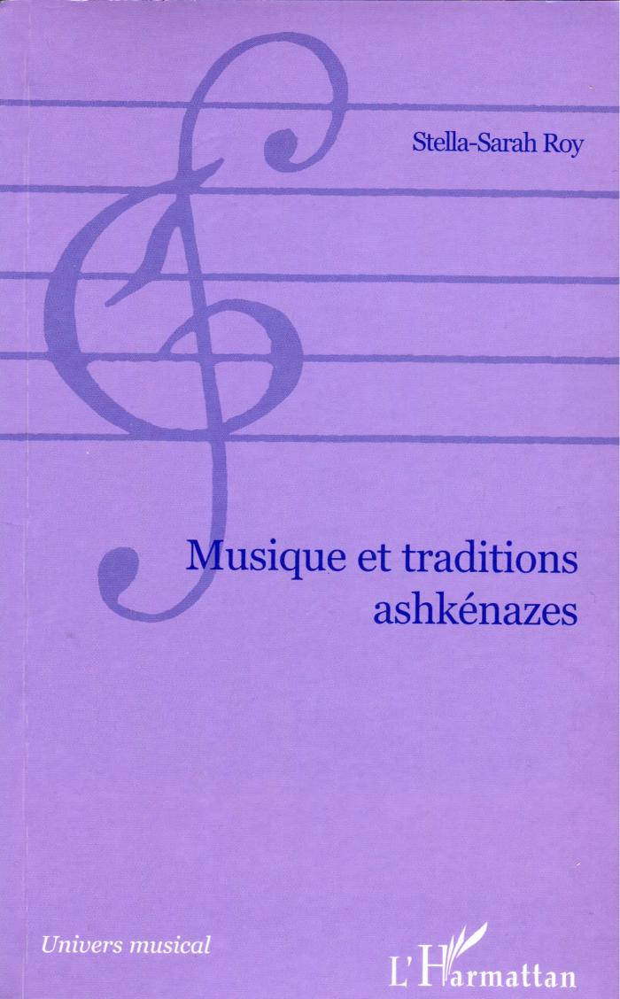 Stella-Sarah Roy
Musique et traditions
ashkénazes
Univers musical
L'Harmattan